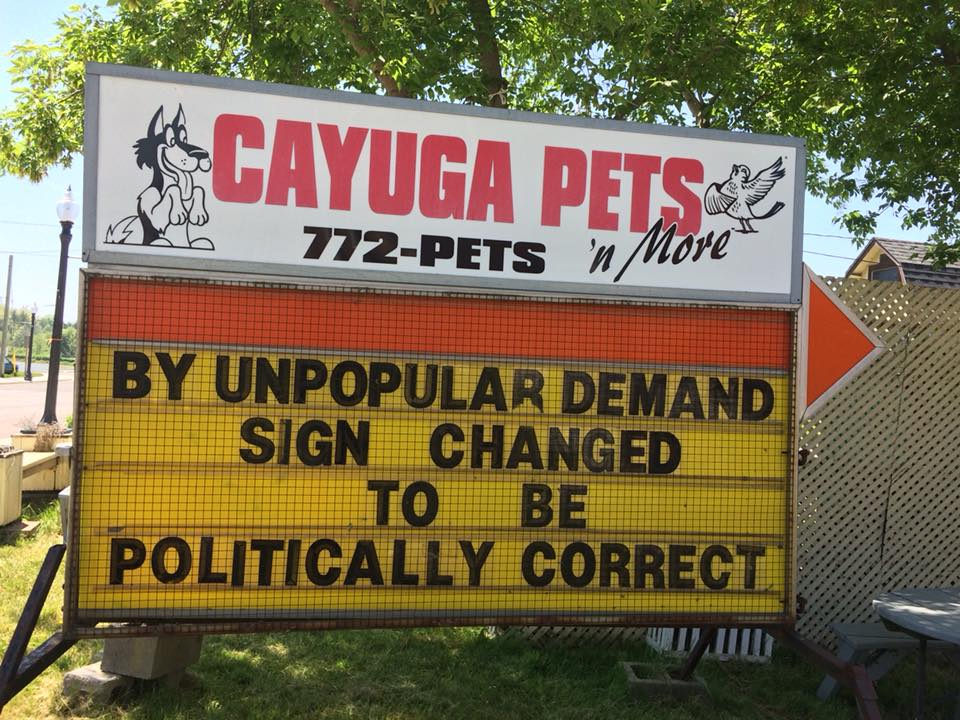 CAYUGA PETS
'n More
772-PETS
BY UNPOPULAR DEMAND
SIGN CHANGED
TO BE
POLITICALLY CORRECT